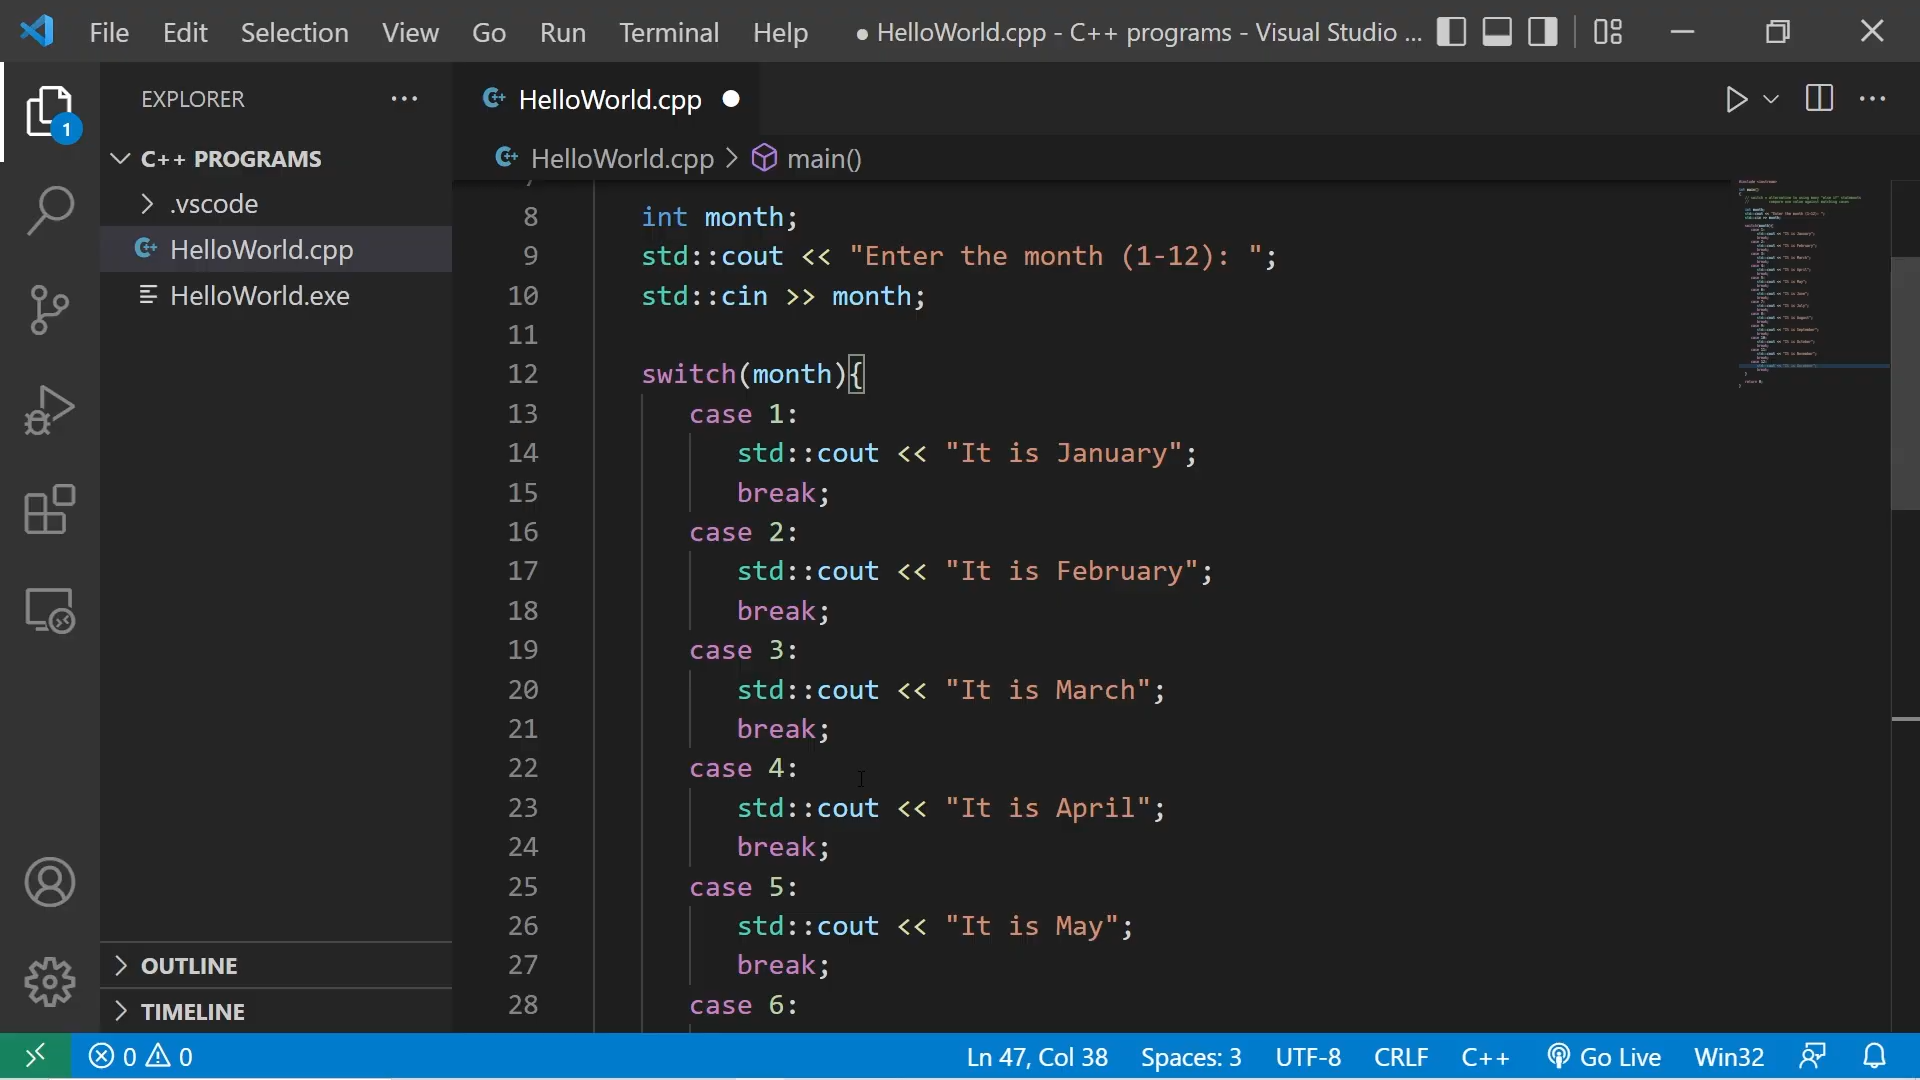 File Edit Selection View Go Run Terminal Help ● HelloWorld.cpp - C++ programs - Visual Studio ...
EXPLORER
C++ PROGRAMS
.vscode
HelloWorld.cpp
HelloWorld.exe
OUTLINE
TIMELINE
1
HelloWorld.cpp
HelloWorld.cpp > main()
8 int month;
9 std::cout << "Enter the month (1-12): ";
10 std::cin >> month;
11
12 switch(month){
13 case 1:
14 std::cout << "It is January";
15 break;
16 case 2:
17 std::cout << "It is February";
18 break;
19 case 3:
20 std::cout << "It is March";
21 break;
22 case 4:
23 std::cout << "It is April";
24 break;
25 case 5:
26 std::cout << "It is May";
27 break;
28 case 6:
0 0 Ln 47, Col 38 Spaces: 3 UTF-8 CRLF C++ Go Live Win32